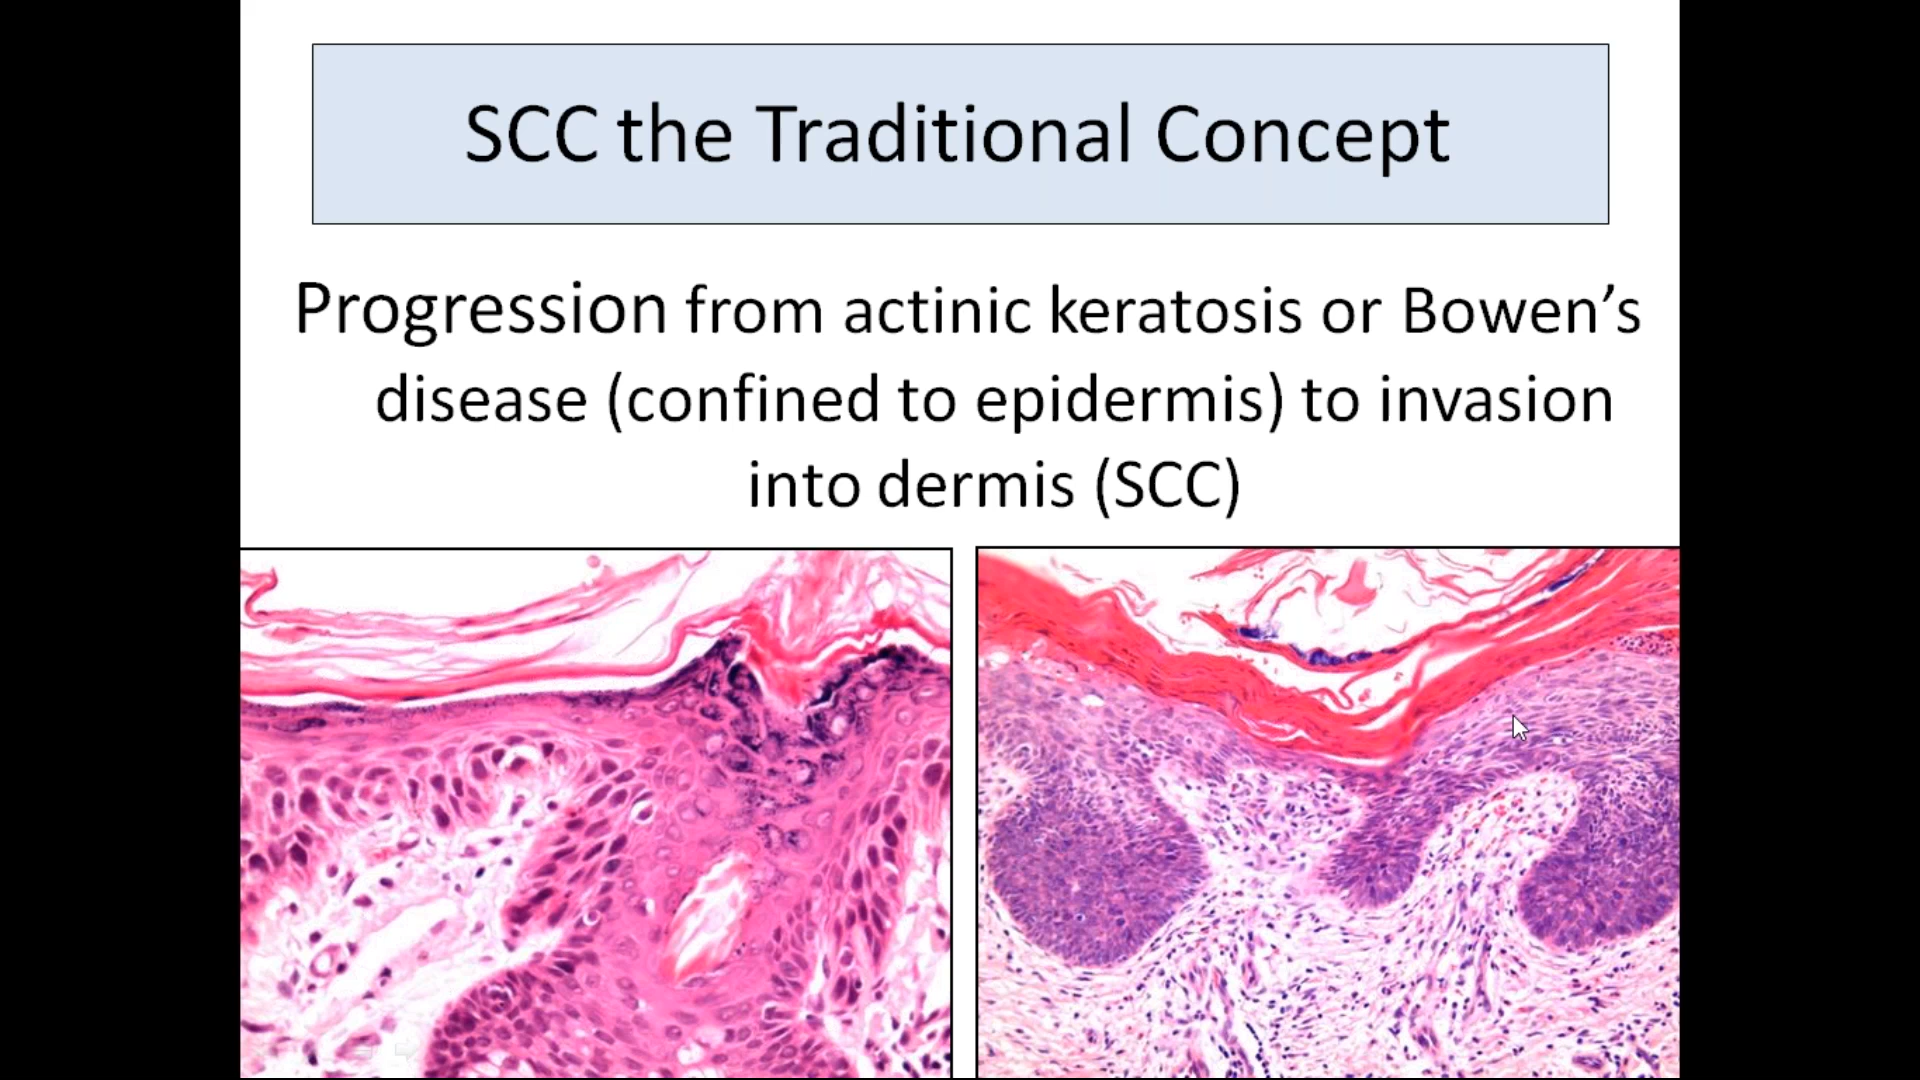 SCC the Traditional Concept
Progression from actinic keratosis or Bowen’s
disease (confined to epidermis) to invasion
into dermis (SCC)